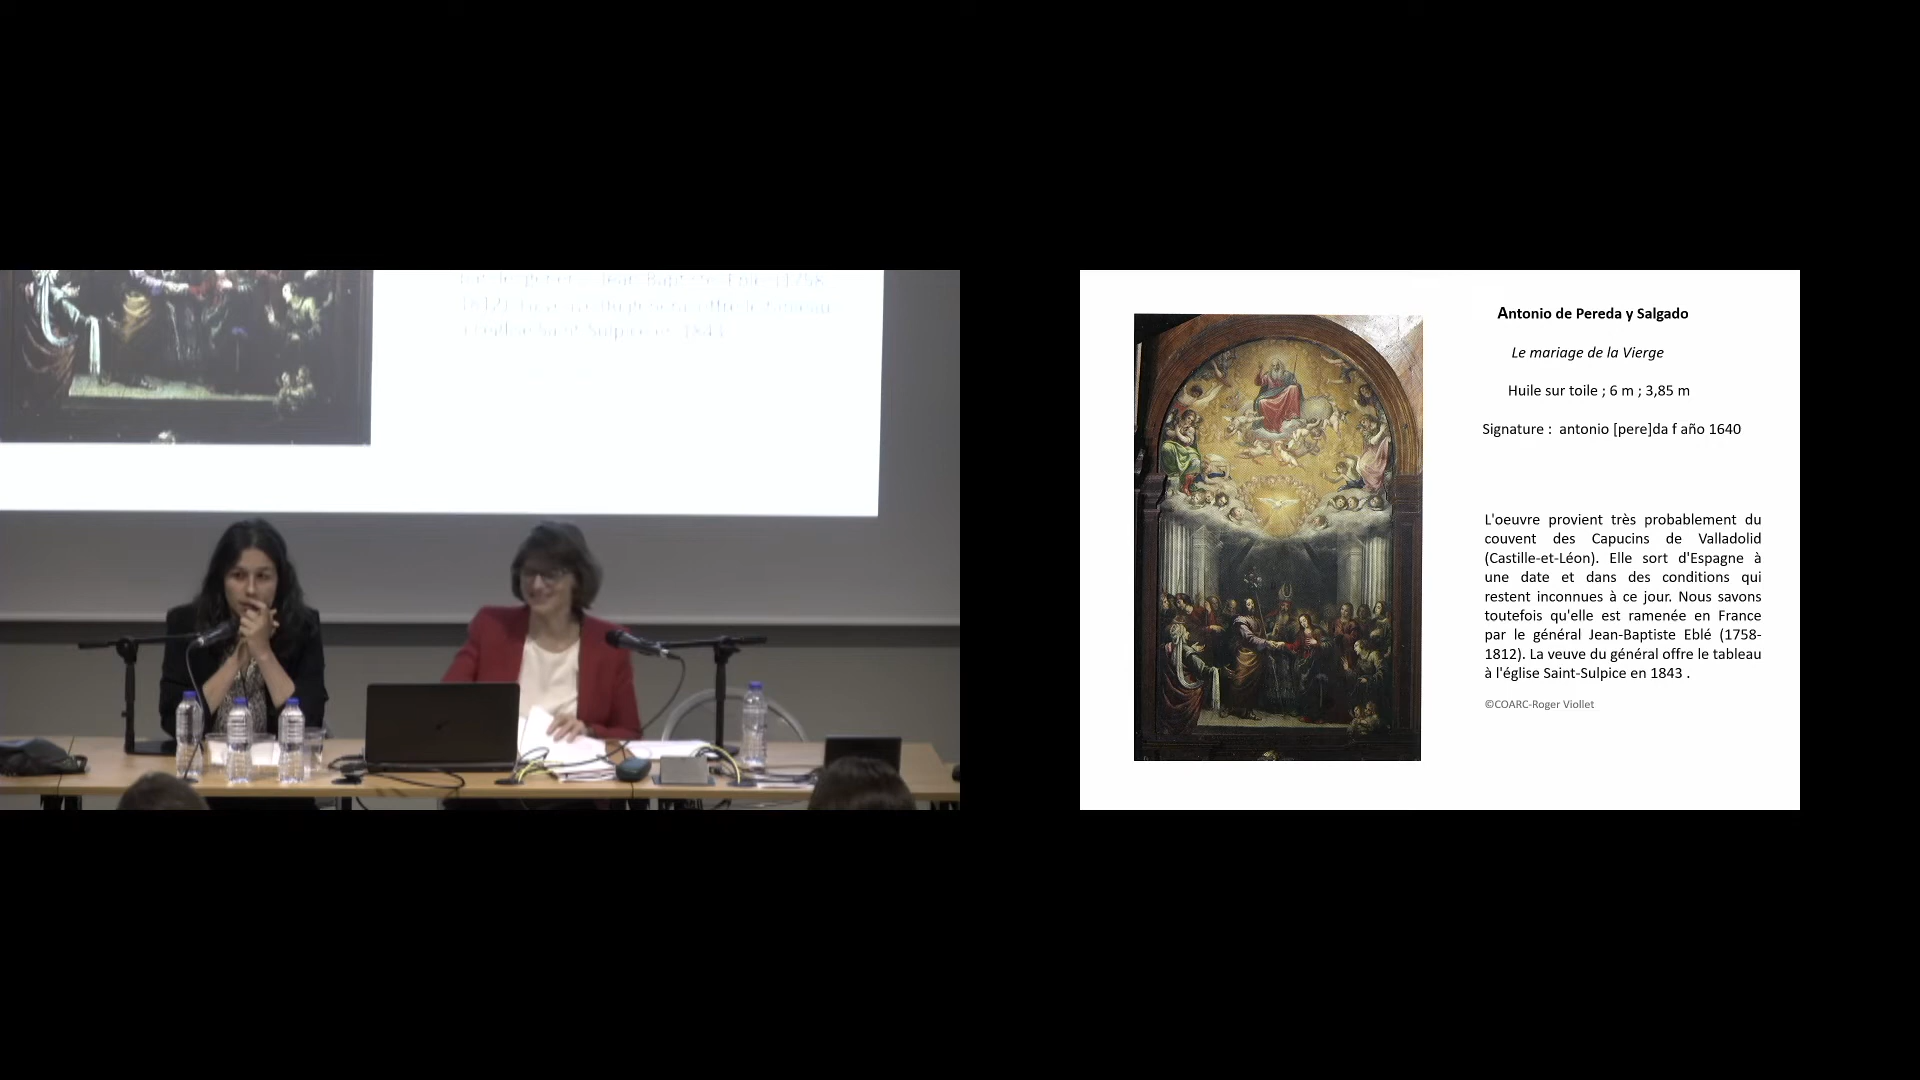 Antonio de Pereda y Salgado
Le mariage de la Vierge
Huile sur toile ; 6 m ; 3,85 m
Signature : antonio [pere]da f año 1640
L'oeuvre provient très probablement du
couvent des Capucins de Valladolid
(Castille-et-Léon). Elle sort d'Espagne à
une date et dans des conditions qui
restent inconnues à ce jour. Nous savons
toutefois qu'elle est ramenée en France
par le général Jean-Baptiste Eblé (1758-
1812). La veuve du général offre le tableau
à l'église Saint-Sulpice en 1843 .
©COARC-Roger Viollet